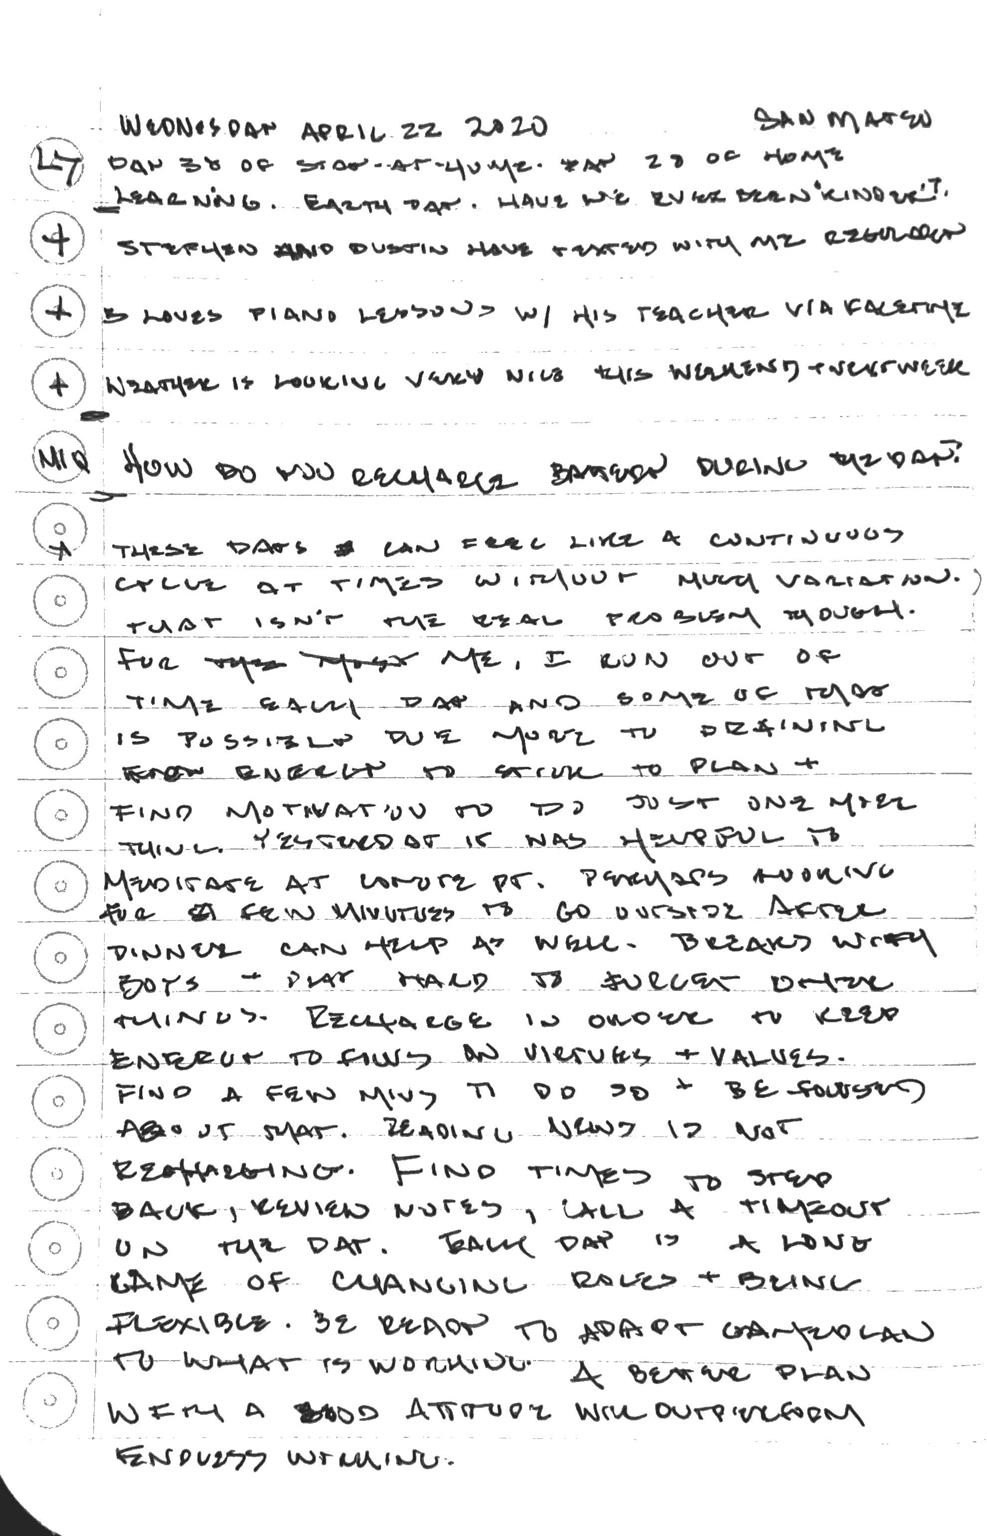 WEDNESDAY APRIL 22 2020 SAN MATEO
L7 DAY 38 OF STAY-AT-HOME. DAY 28 OF HOME
LEARNING. EARTH DAY. HAVE WE EVER BEEN "KINDER"?
+ STEPHEN AND DUSTIN HAVE TEXTED WITH ME REGULARLY
+ B LOVES PIANO LESSONS W/ HIS TEACHER VIA FACETIME
+ WEATHER IS LOOKING VERY NICE THIS WEEKEND + NEXT WEEK
MIQ HOW DO YOU RECHARGE BATTERY DURING THE DAY?
THESE DAYS CAN FEEL LIKE A CONTINUOUS
CYCLE AT TIMES WITHOUT MUCH VARIATION.
THAT ISN'T THE REAL PROBLEM THOUGH.
FOR ME, I RUN OUT OF
TIME EACH DAY AND SOME OF THAT
IS POSSIBLY DUE MORE TO DRAINING
ENERGY TO STICK TO PLAN +
FIND MOTIVATION TO DO JUST ONE MORE
THING. YESTERDAY IT WAS HELPFUL TO
MEDITATE AT COYOTE PT. PERHAPS LOOKING
FOR A FEW MINUTES TO GO OUTSIDE AFTER
DINNER CAN HELP AS WELL. BREAKS WITH
BOYS + PLAY HARD TO FORGET OTHER
THINGS. RECHARGE IN ORDER TO KEEP
ENERGY TO FOCUS ON VIRTUES + VALUES.
FIND A FEW MINS TO DO SO + BE FOCUSED
ABOUT THAT. READING NEWS IS NOT
RECHARGING. FIND TIMES TO STEP
BACK, REVIEW NOTES, CALL A TIMEOUT
ON THE DAY. EACH DAY IS A LONG
GAME OF CHANGING ROLES + BEING
FLEXIBLE. BE READY TO ADAPT GAMEPLAN
TO WHAT IS WORKING. A BETTER PLAN
WITH A GOOD ATTITUDE WILL OUTPERFORM
ENDLESS WILLING.